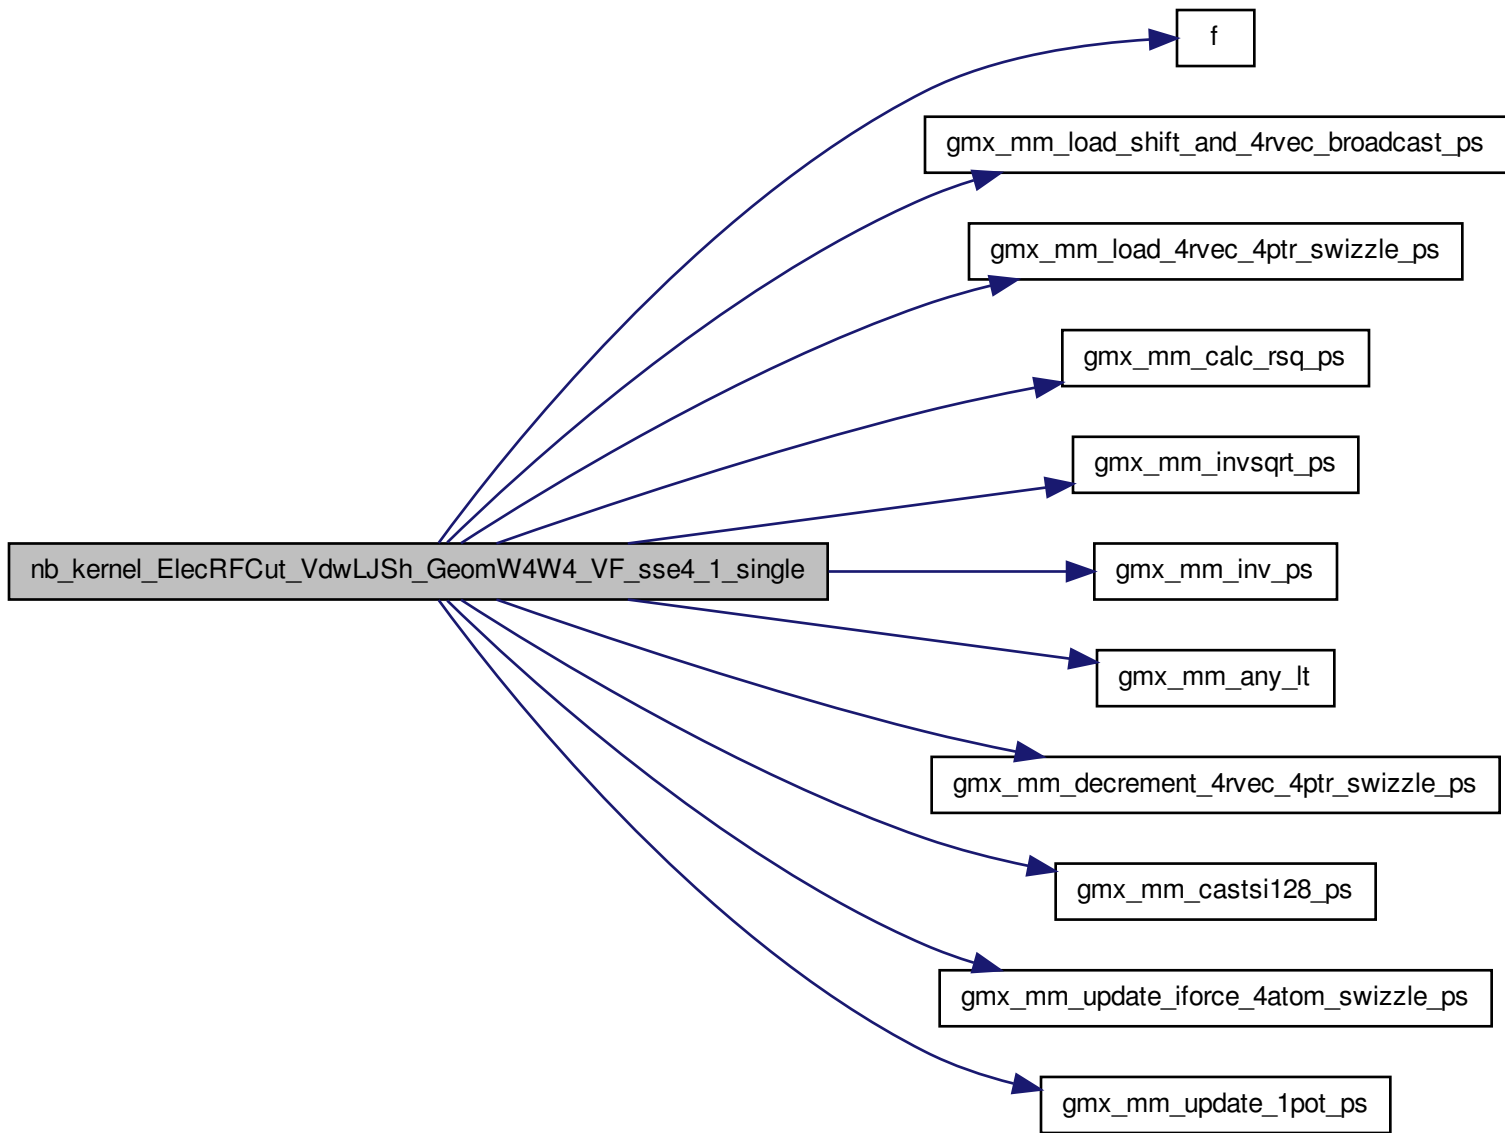 f
gmx_mm_load_shift_and_4rvec_broadcast_ps
gmx_mm_load_4rvec_4ptr_swizzle_ps
gmx_mm_calc_rsq_ps
gmx_mm_invsqrt_ps
nb_kernel_ElecRFCut_VdwLJSh_GeomW4W4_VF_sse4_1_single
gmx_mm_inv_ps
gmx_mm_any_lt
gmx_mm_decrement_4rvec_4ptr_swizzle_ps
gmx_mm_castsi128_ps
gmx_mm_update_iforce_4atom_swizzle_ps
gmx_mm_update_1pot_ps